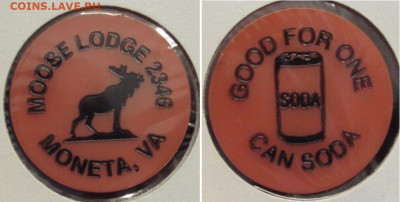 COINS.LAVE.RU
MOOSE LODGE 2346
MONETA, VA
GOOD FOR ONE
SODA
CAN SODA